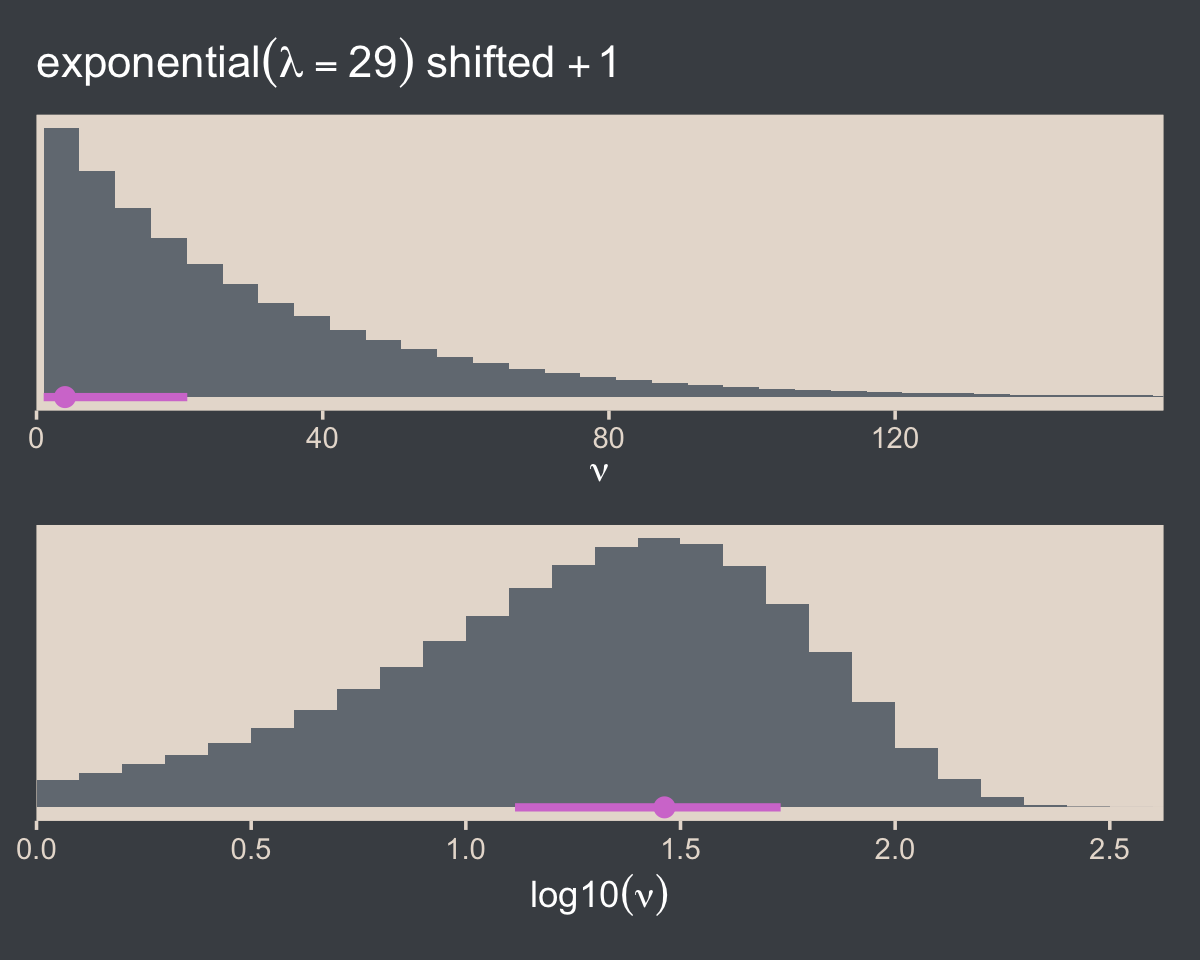 exponential(λ = 29) shifted + 1
0 40 80 120
ν
0.0 0.5 1.0 1.5 2.0 2.5
log10(ν)